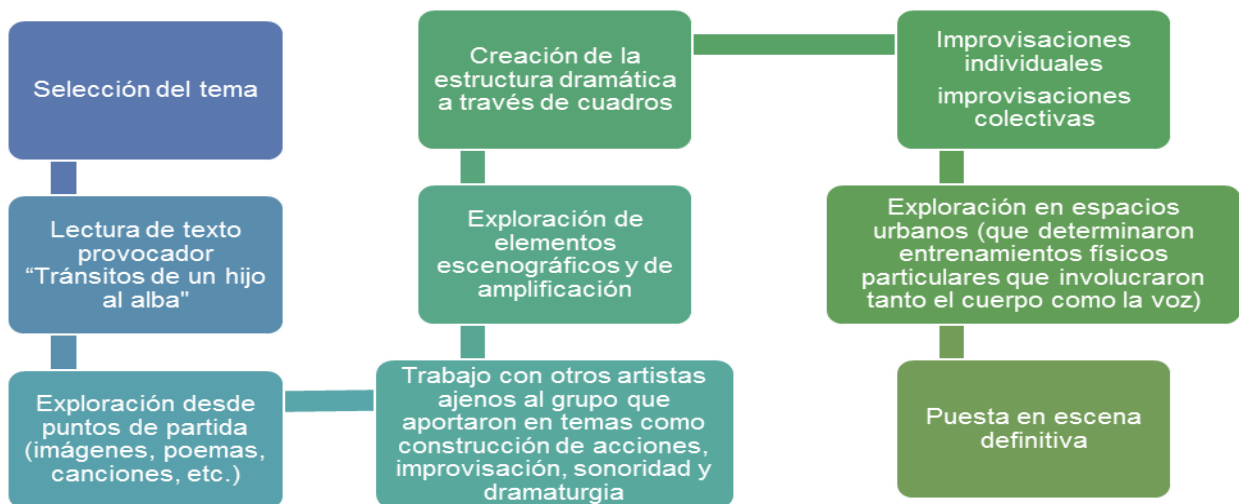 Selección del tema
Lectura de texto
provocador
“Tránsitos de un hijo
al alba"
Exploración desde
puntos de partida
(imágenes, poemas,
canciones, etc.)
Trabajo con otros artistas
ajenos al grupo que
aportaron en temas como
construcción de acciones,
improvisación, sonoridad y
dramaturgia
Exploración de
elementos
escenográficos y de
amplificación
Creación de la
estructura dramática
a través de cuadros
Improvisaciones
individuales
improvisaciones
colectivas
Exploración en espacios
urbanos (que determinaron
entrenamientos físicos
particulares que involucraron
tanto el cuerpo como la voz)
Puesta en escena
definitiva